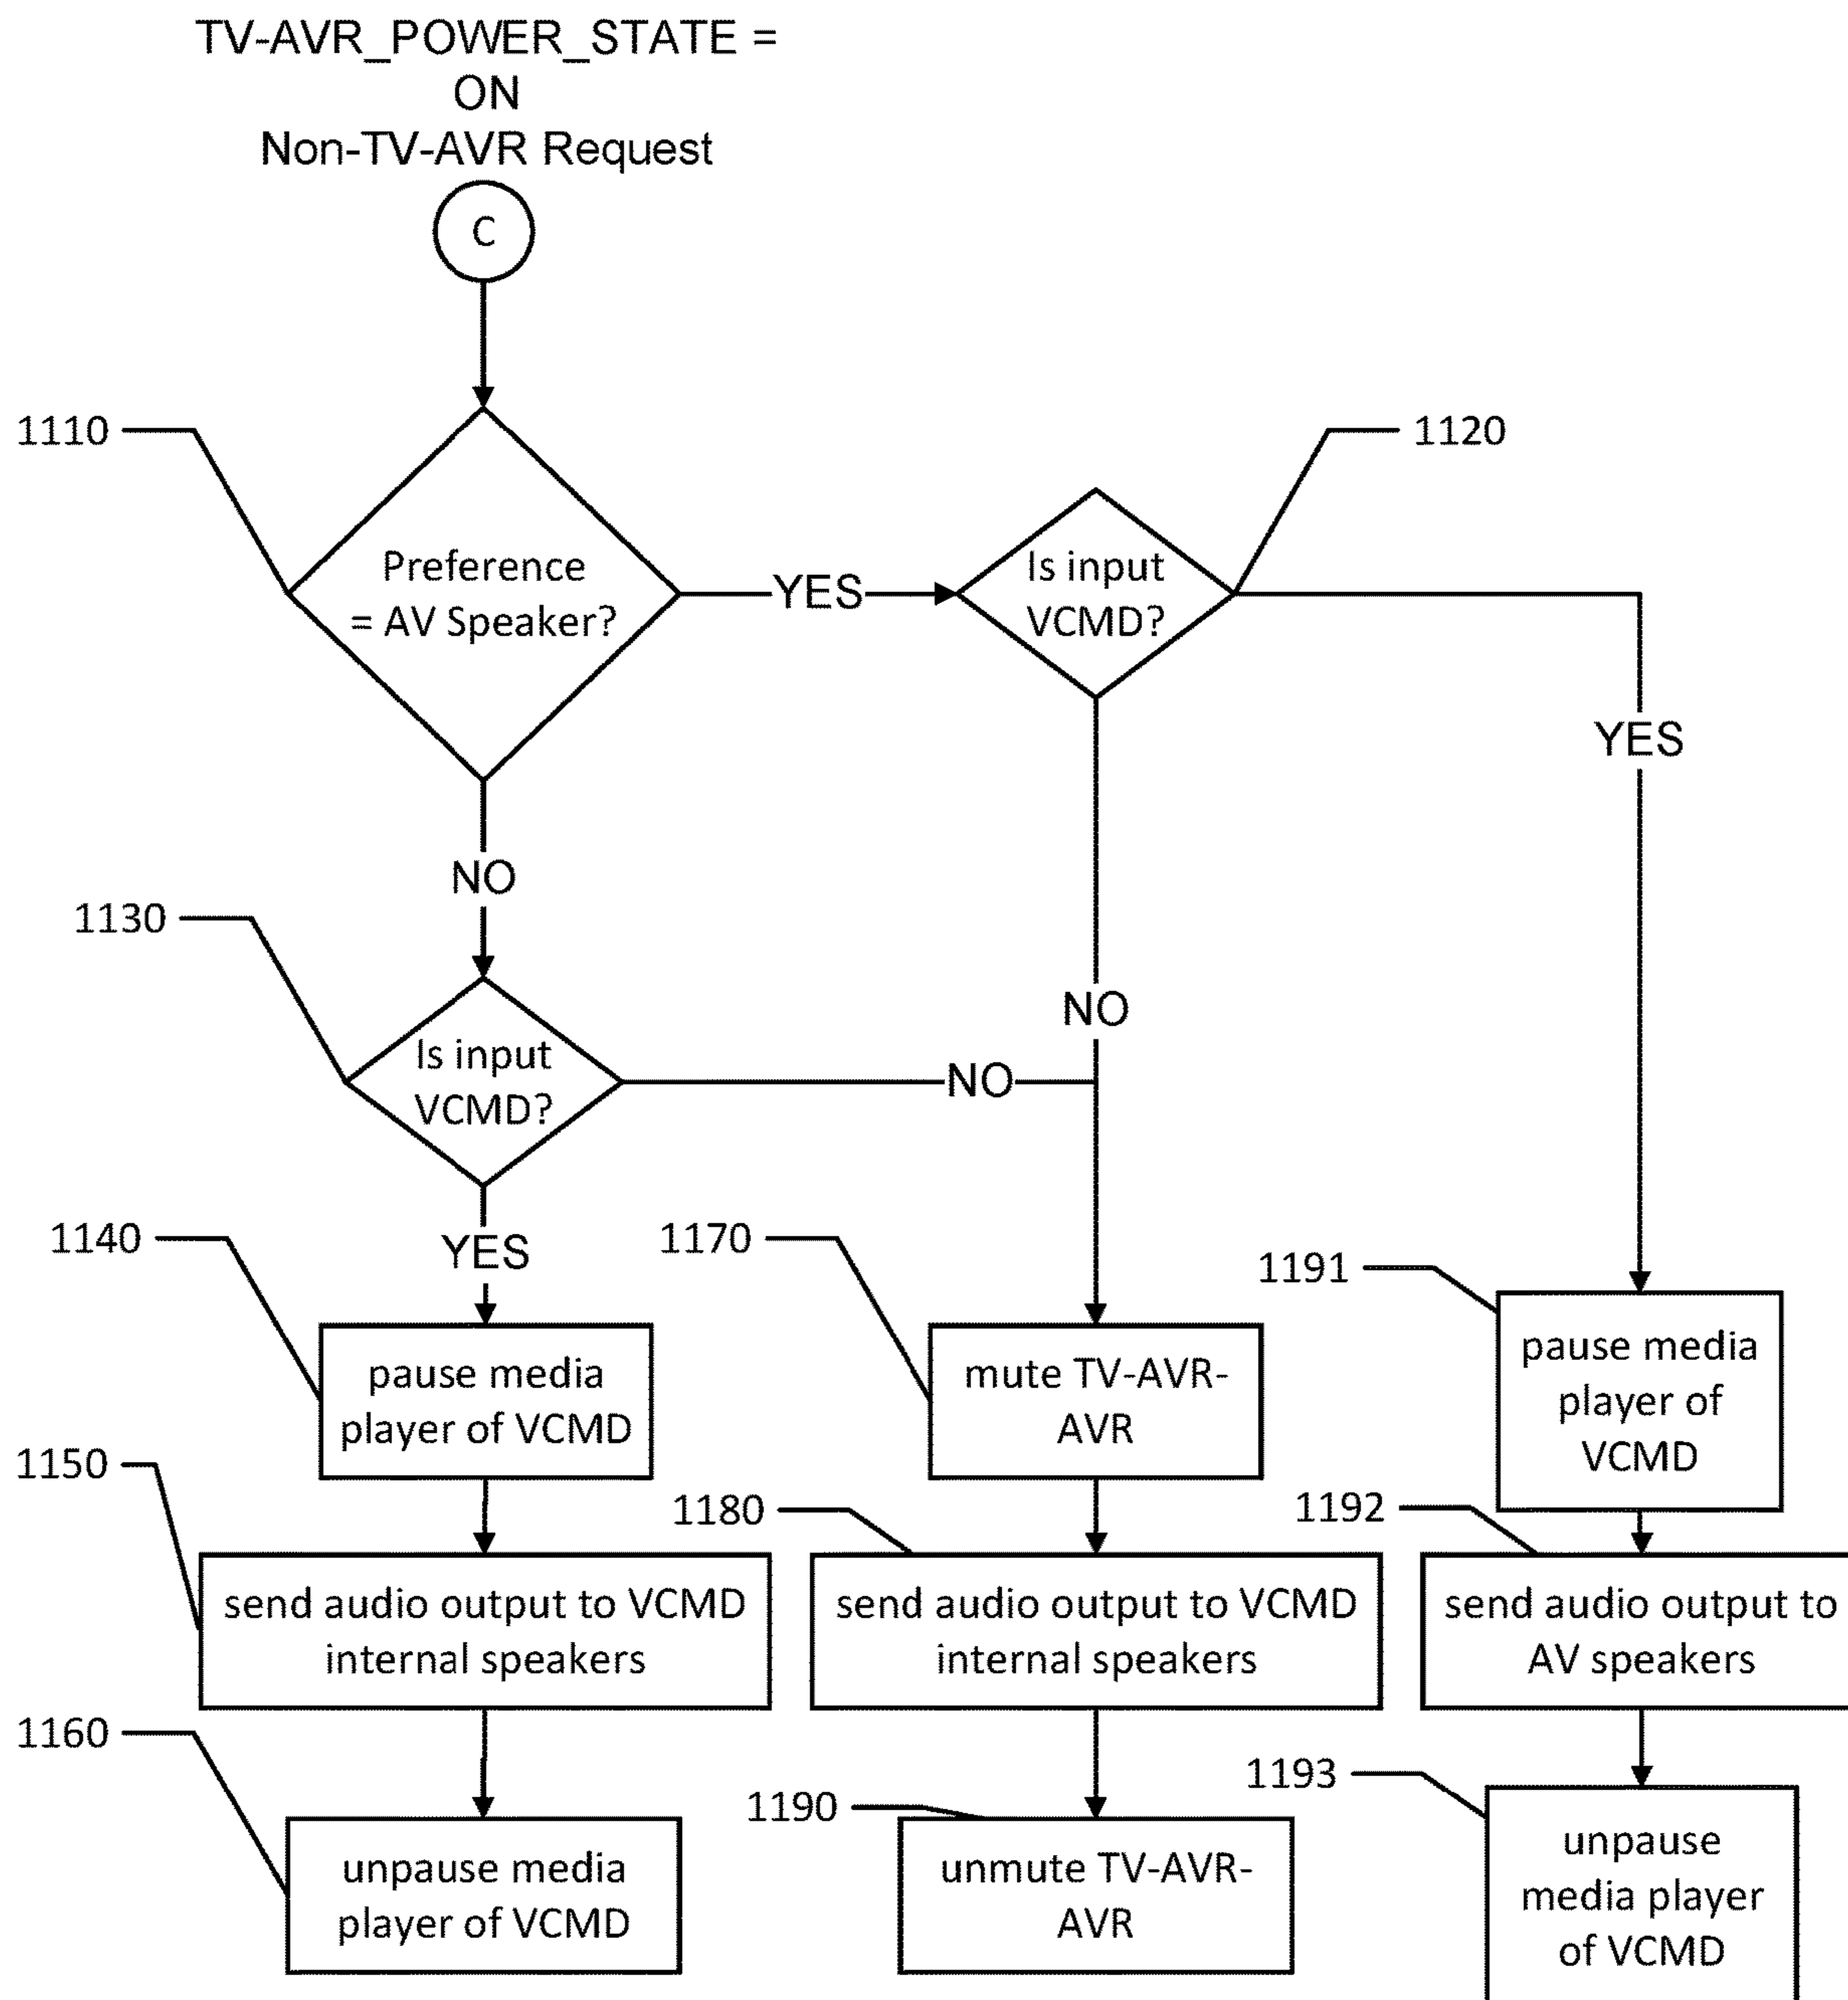 TV-AVR_POWER_STATE =
ON
Non-TV-AVR Request
C
1110
1120
Preference
= AV Speaker?
YES
Is input
VCMD?
YES
NO
1130
NO
Is input
VCMD?
NO
1140
YES
1170
1191
pause media
player of VCMD
mute TV-AVR-
AVR
pause media
player of
VCMD
1150
1180
1192
send audio output to VCMD
internal speakers
send audio output to VCMD
internal speakers
send audio output to
AV speakers
1160
1190
1193
unpause media
player of VCMD
unmute TV-AVR-
AVR
unpause
media player
of VCMD